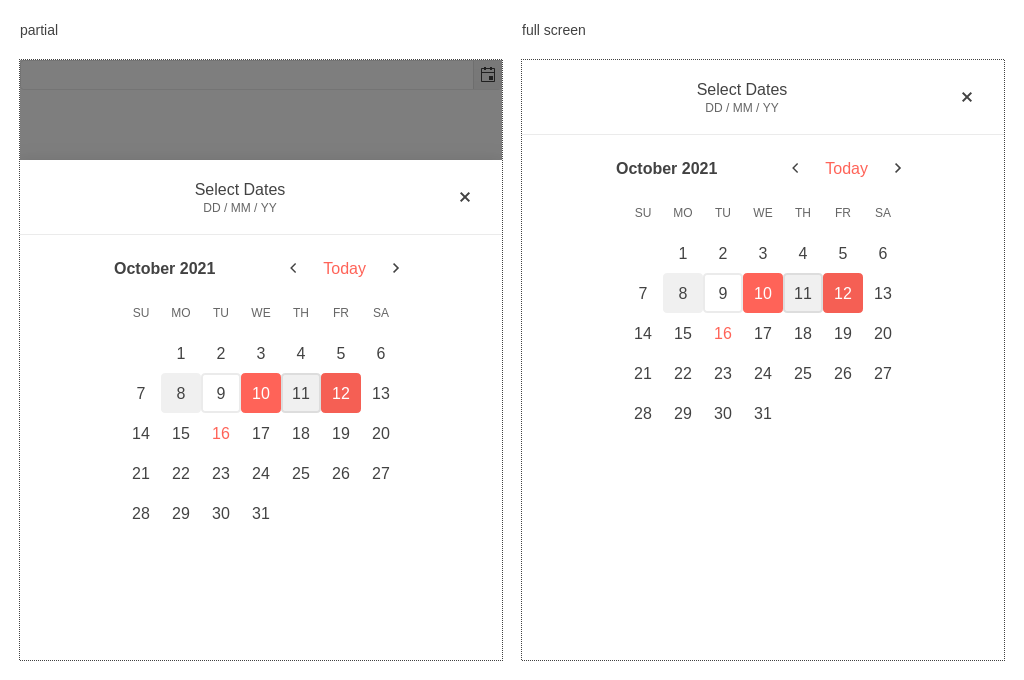 partial
Select Dates
DD / MM / YY
October 2021
Today
SU MO TU WE TH FR SA
1 2 3 4 5 6
7 8 9 10 11 12 13
14 15 16 17 18 19 20
21 22 23 24 25 26 27
28 29 30 31
full screen
Select Dates
DD / MM / YY
October 2021
Today
SU MO TU WE TH FR SA
1 2 3 4 5 6
7 8 9 10 11 12 13
14 15 16 17 18 19 20
21 22 23 24 25 26 27
28 29 30 31